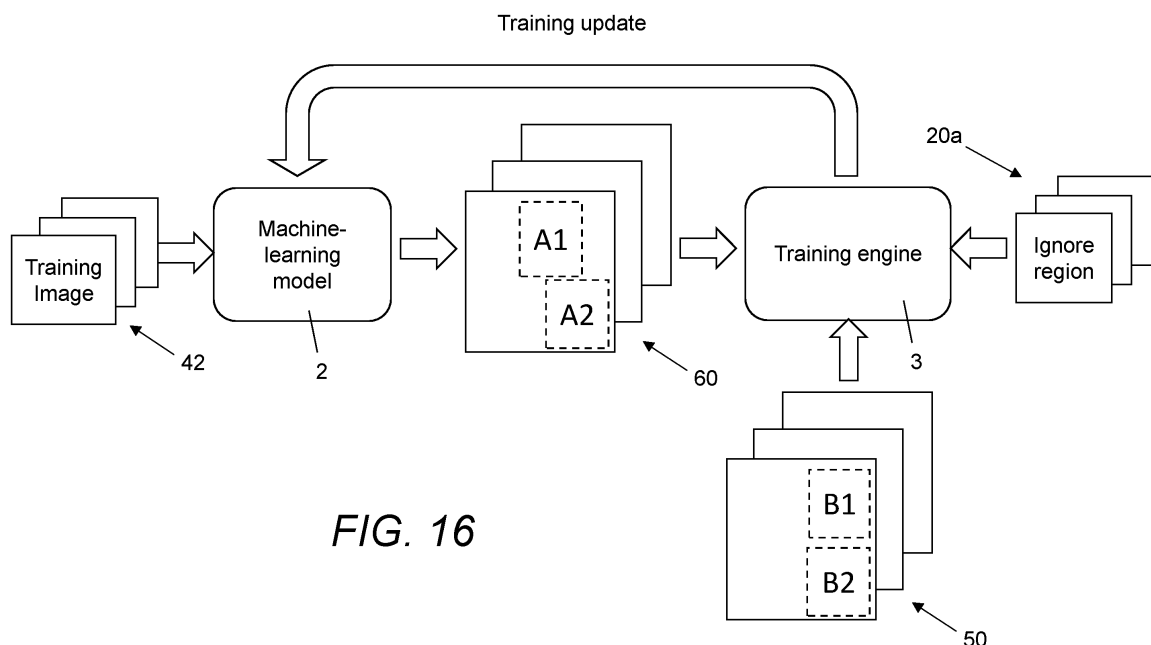 Training update
20a
Training
Image
Machine-
learning
model
A1
A2
Training engine
Ignore
region
42
2
60
3
B1
B2
FIG. 16
50